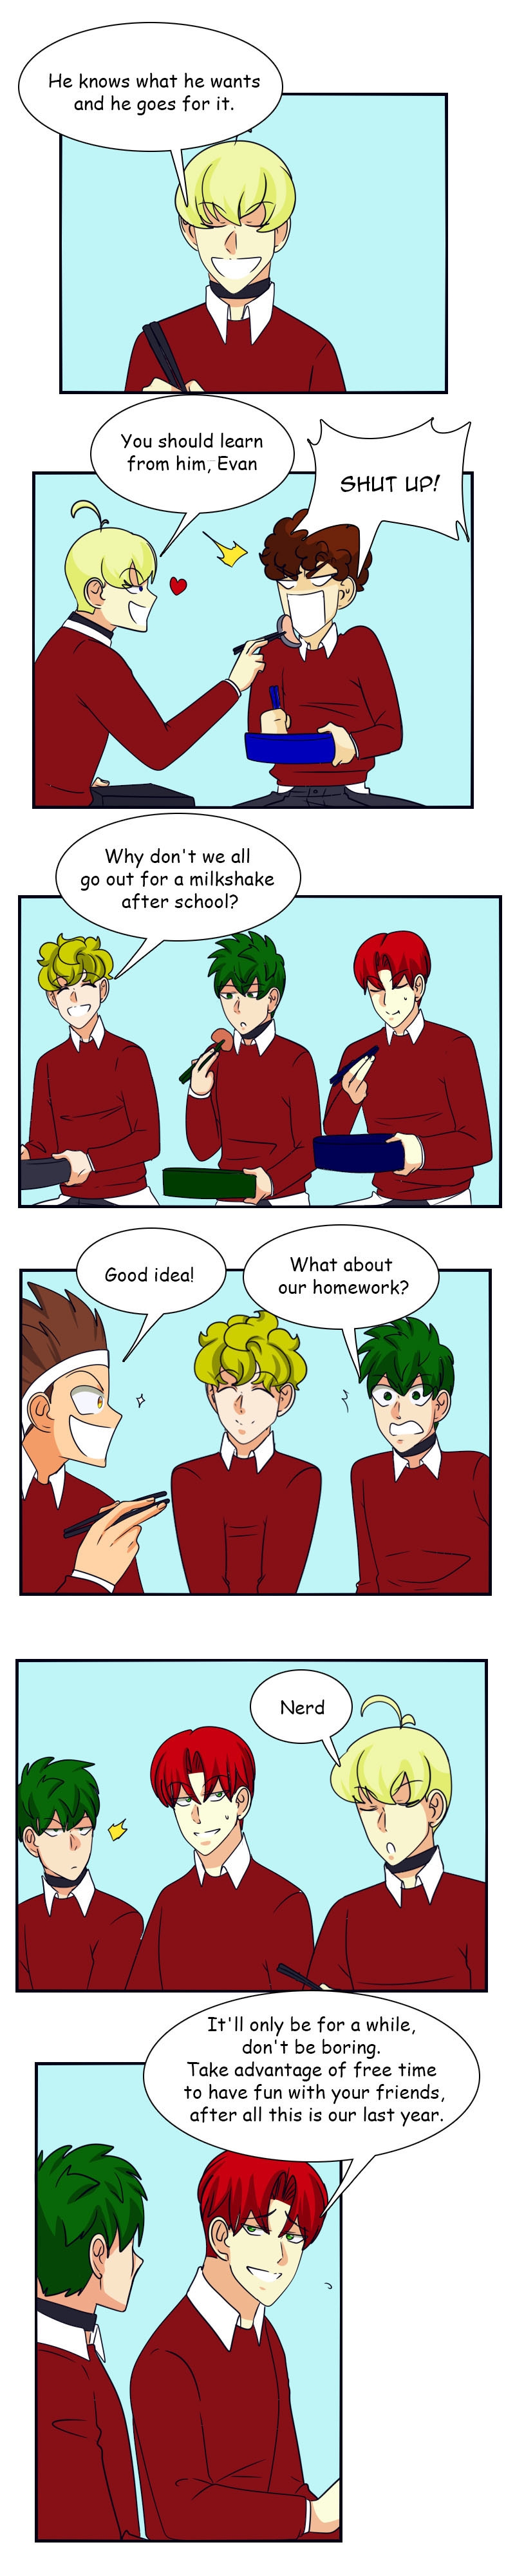 He knows what he wants
and he goes for it.
You should learn
from him, Evan
SHUT UP!
Why don't we all
go out for a milkshake
after school?
Good idea!
What about
our homework?
Nerd
It'll only be for a while,
don't be boring.
Take advantage of free time
to have fun with your friends,
after all this is our last year.